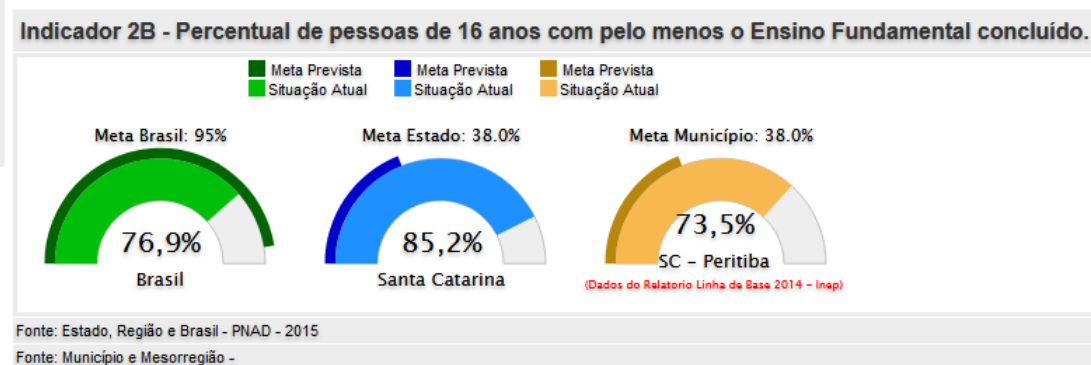 Indicador 2B - Percentual de pessoas de 16 anos com pelo menos o Ensino Fundamental concluído.
Meta Prevista Meta Prevista Meta Prevista
Situação Atual Situação Atual Situação Atual
Meta Brasil: 95% Meta Estado: 38.0% Meta Município: 38.0%
76,9% 85,2% 73,5%
Brasil Santa Catarina SC – Peritiba
(Dados do Relatorio Linha de Base 2014 – Inep)
Fonte: Estado, Região e Brasil - PNAD - 2015
Fonte: Município e Mesorregião -